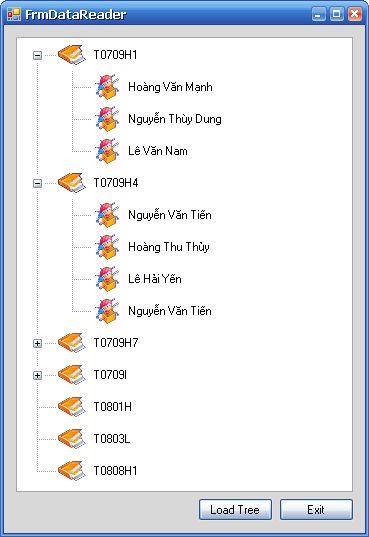 FrmDataReader
T0709H1
Hoàng Văn Mạnh
Nguyễn Thùy Dung
Lê Văn Nam
T0709H4
Nguyễn Văn Tiến
Hoàng Thu Thủy
Lê Hải Yến
Nguyễn Văn Tiến
T0709H7
T0709I
T0801H
T0803L
T0808H1
Load Tree Exit